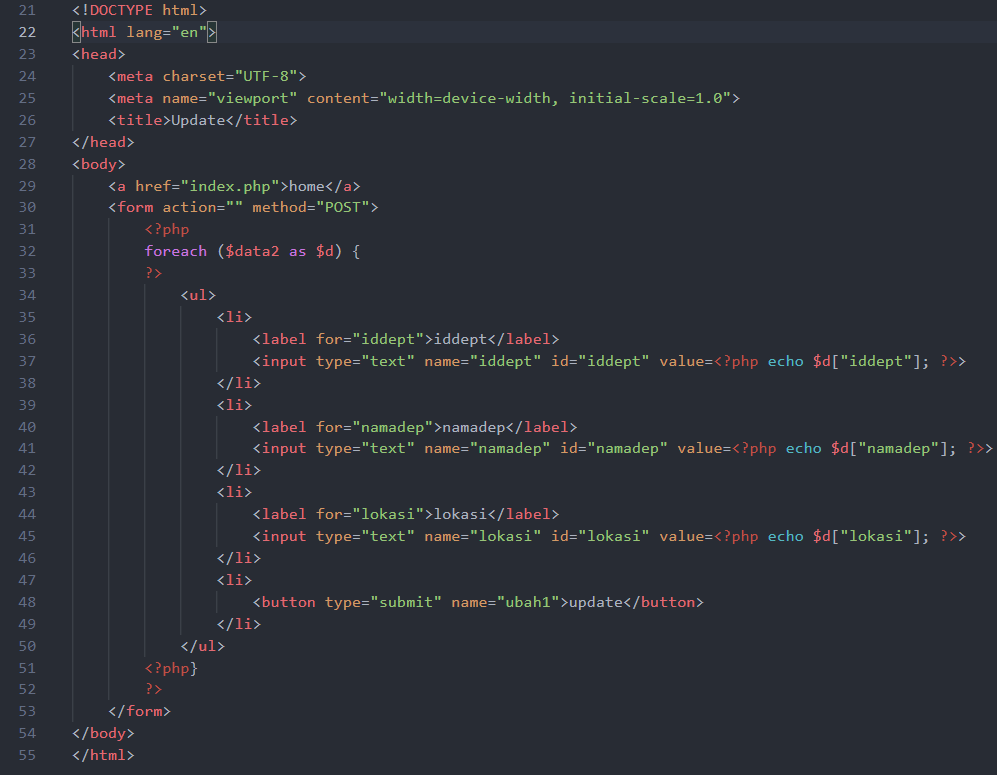 21 <!DOCTYPE html>
22 <html lang="en">
23 <head>
24     <meta charset="UTF-8">
25     <meta name="viewport" content="width=device-width, initial-scale=1.0">
26     <title>Update</title>
27 </head>
28 <body>
29     <a href="index.php">home</a>
30     <form action="" method="POST">
31         <?php
32         foreach ($data2 as $d) {
33         ?>
34             <ul>
35                 <li>
36                     <label for="iddept">iddept</label>
37                     <input type="text" name="iddept" id="iddept" value=<?php echo $d["iddept"]; ?>>
38                 </li>
39                 <li>
40                     <label for="namadep">namadep</label>
41                     <input type="text" name="namadep" id="namadep" value=<?php echo $d["namadep"]; ?>>
42                 </li>
43                 <li>
44                     <label for="lokasi">lokasi</label>
45                     <input type="text" name="lokasi" id="lokasi" value=<?php echo $d["lokasi"]; ?>>
46                 </li>
47                 <li>
48                     <button type="submit" name="ubah1">update</button>
49                 </li>
50             </ul>
51         <?php}
52         ?>
53     </form>
54 </body>
55 </html>